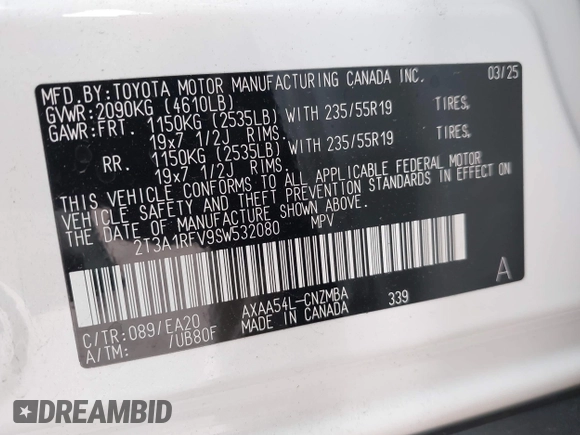 MFD. BY: TOYOTA MOTOR MANUFACTURING CANADA INC. 03/25
GVWR: 2090KG (4610LB)
GAWR: FRT. 1150KG (2535LB) WITH 235/55R19 TIRES,
19x7 1/2J RIMS.
RR. 1150KG (2535LB) WITH 235/55R19 TIRES,
19x7 1/2J RIMS.
THIS VEHICLE CONFORMS TO ALL APPLICABLE FEDERAL MOTOR
VEHICLE SAFETY AND THEFT PREVENTION STANDARDS IN EFFECT ON
THE DATE OF MANUFACTURE SHOWN ABOVE.
2T3A1RFV9SW532080 MPV
A
C/TR: 089/EA20 AXAA54L-CNZMBA 339
A/TM: /UB80F MADE IN CANADA
DREAMBID